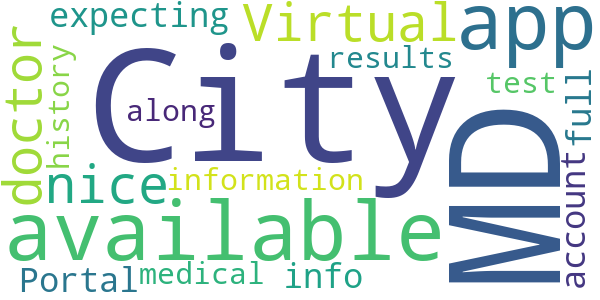 expecting
Virtual
app
doctor
history
City
results
along
test
full
MD
account
nice
information
available
Portal
medical
info